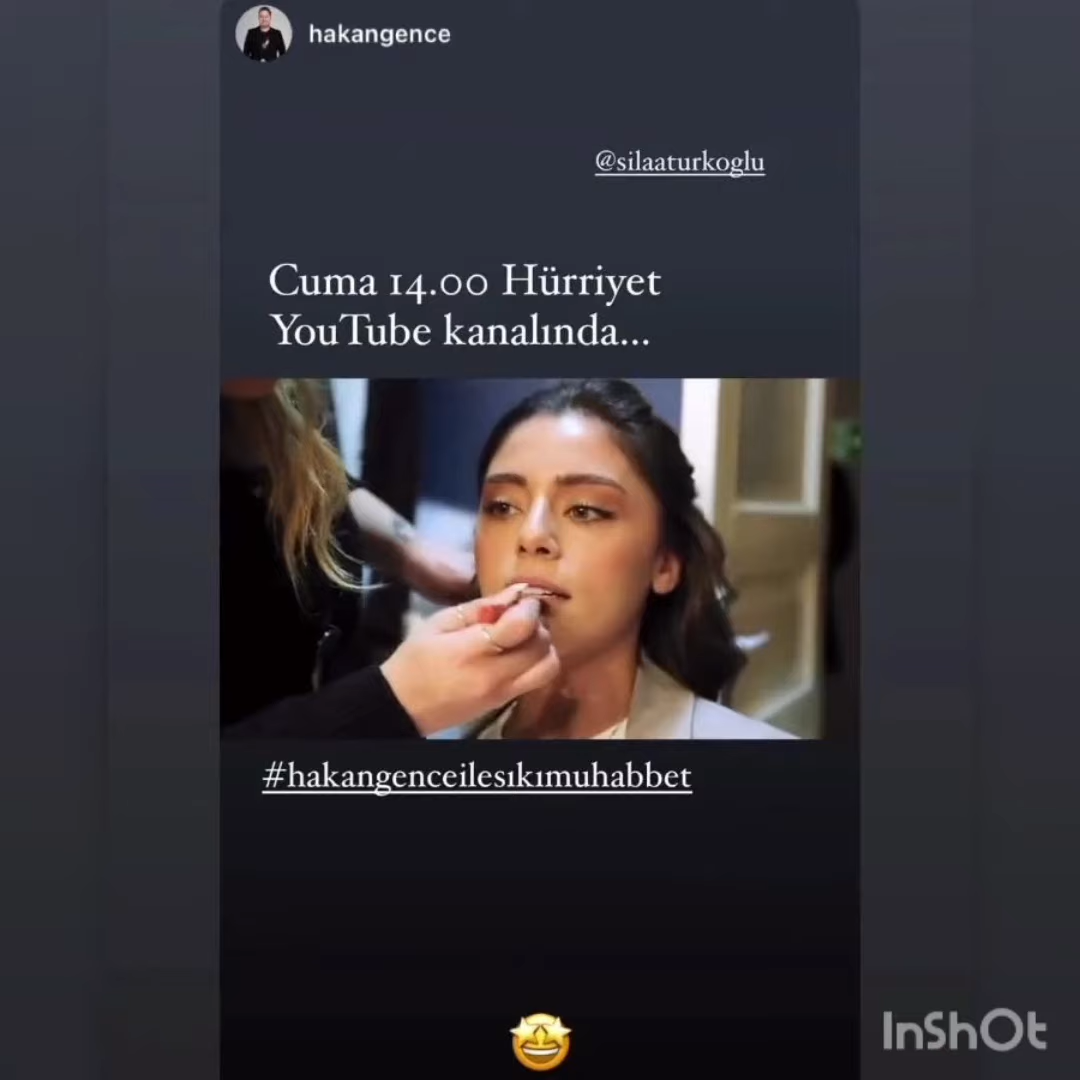 hakangence
@silaaturkoglu
Cuma 14.00 Hürriyet
YouTube kanalında...
#hakangenceilesıkımuhabbet
InShOt